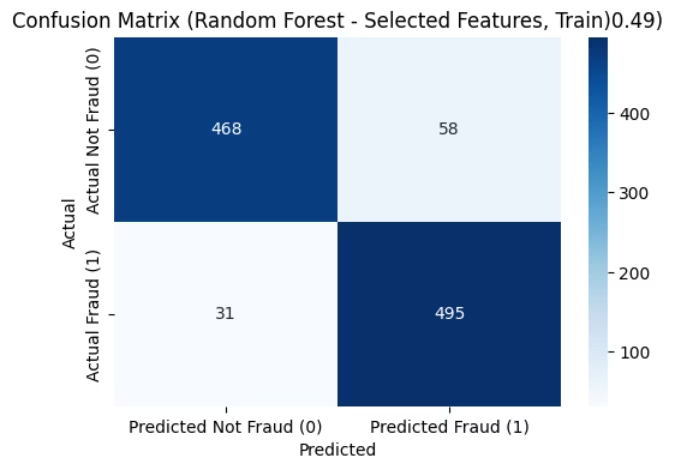 Confusion Matrix (Random Forest - Selected Features, Train)0.49)
Actual
Actual Not Fraud (0)
Actual Fraud (1)
468
58
31
495
Predicted Not Fraud (0)
Predicted Fraud (1)
Predicted
400
300
200
100